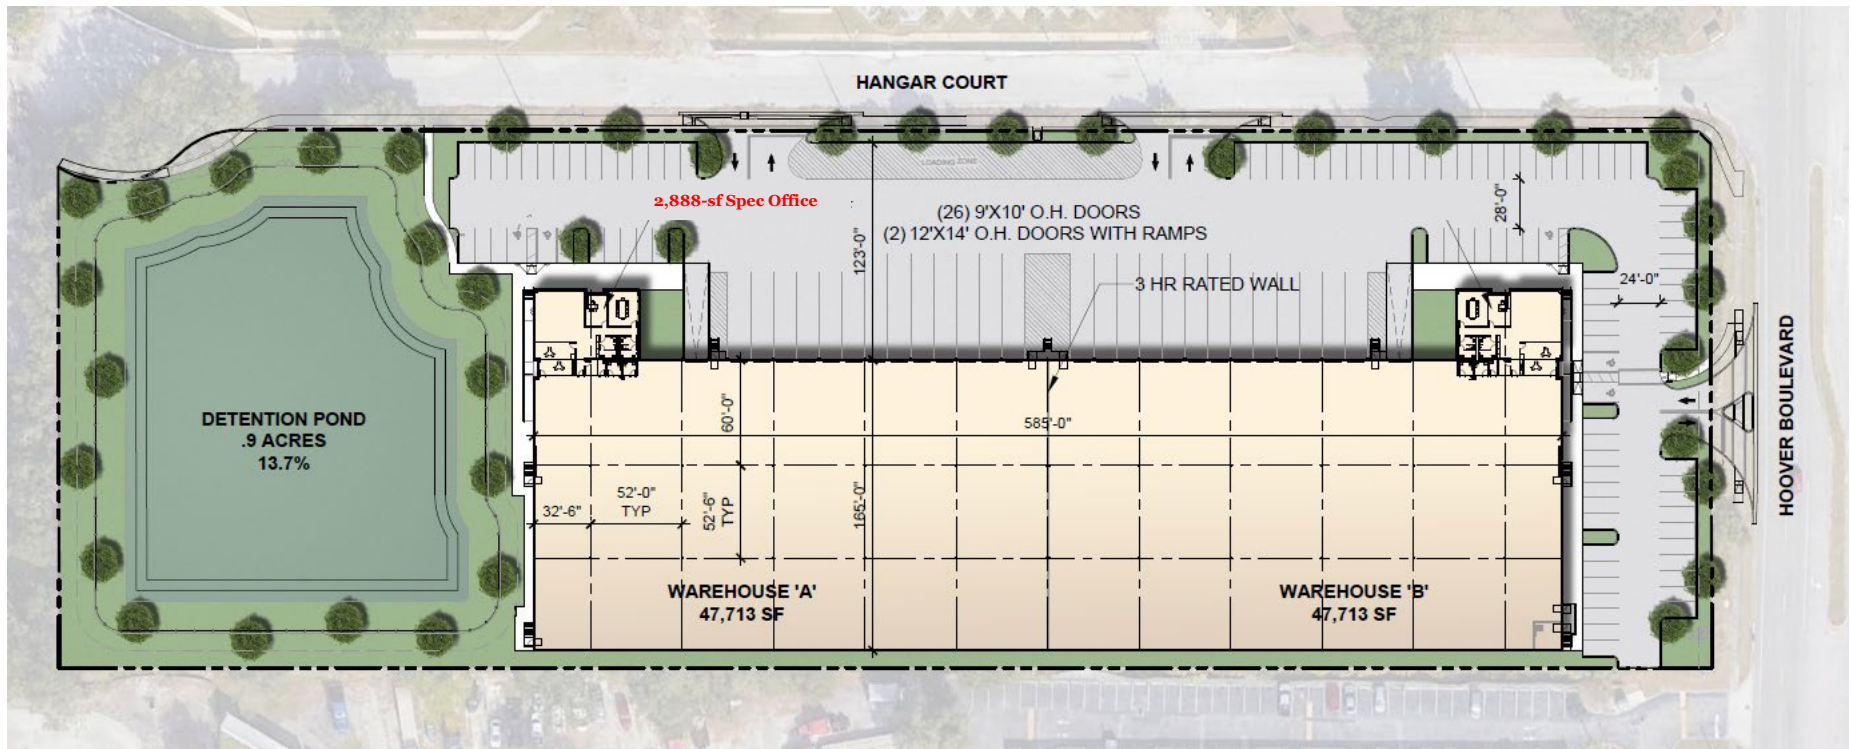 HANGAR COURT
LOADING ZONE
2,888-sf Spec Office
(26) 9'X10' O.H. DOORS
(2) 12'X14' O.H. DOORS WITH RAMPS
28'-0"
123'-0"
3 HR RATED WALL
24'-0"
HOOVER BOULEVARD
DETENTION POND
.9 ACRES
13.7%
60'-0"
585'-0"
32'-6"
52'-0"
TYP
52'-6"
TYP
165'-0"
WAREHOUSE 'A'
47,713 SF
WAREHOUSE 'B'
47,713 SF